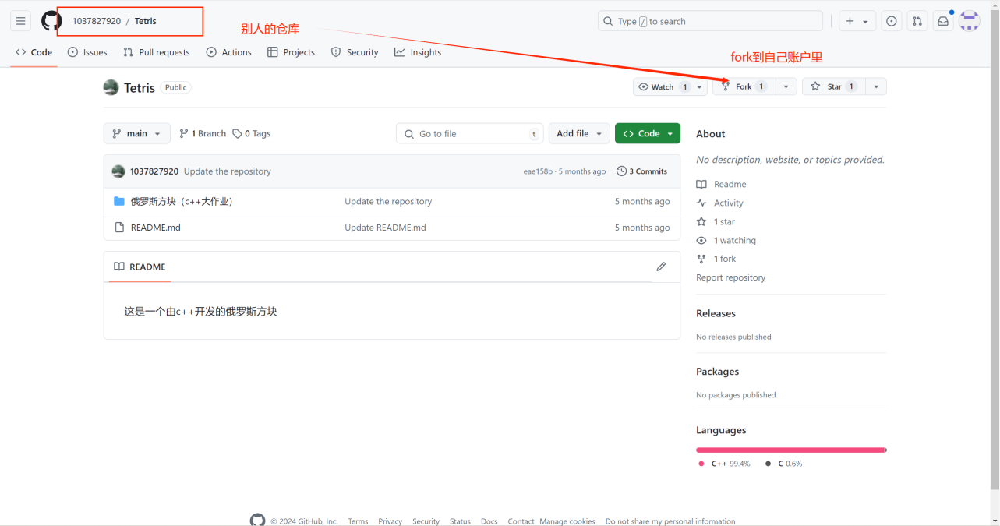 1037827920 / Tetris
Type / to search
别人的仓库
Code Issues Pull requests Actions Projects Security Insights
fork到自己账户里
Tetris Public
Watch 1 Fork 1 Star 1
main 1 Branch 0 Tags Go to file t Add file Code
1037827920 Update the repository eae158b · 5 months ago 3 Commits
俄罗斯方块（c++大作业） Update the repository 5 months ago
README.md Update README.md 5 months ago
README
这是一个由c++开发的俄罗斯方块
About
No description, website, or topics provided.
Readme
Activity
1 star
1 watching
1 fork
Report repository
Releases
No releases published
Packages
No packages published
Languages
C++ 99.4% C 0.6%
© 2024 GitHub, Inc. Terms Privacy Security Status Docs Contact Manage cookies Do not share my personal information